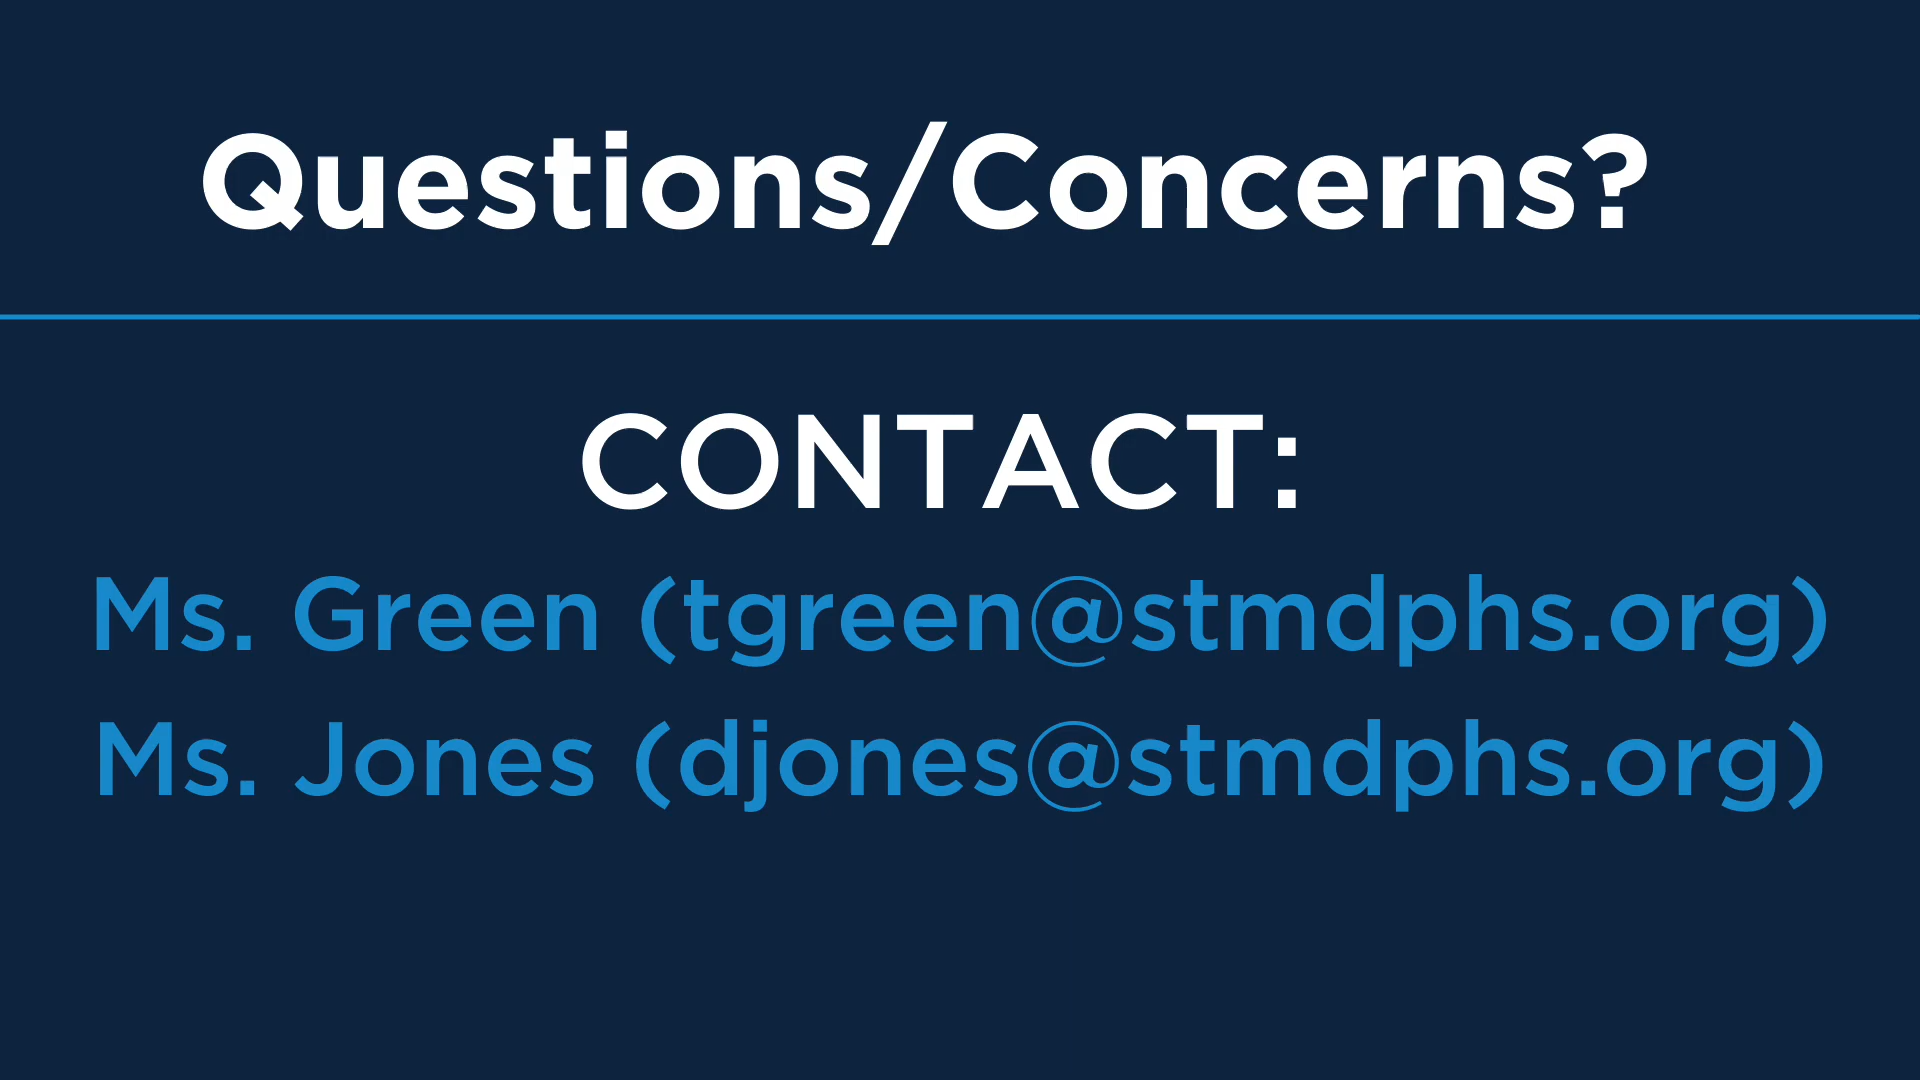 Questions/Concerns?
CONTACT:
Ms. Green (tgreen@stmdphs.org)
Ms. Jones (djones@stmdphs.org)